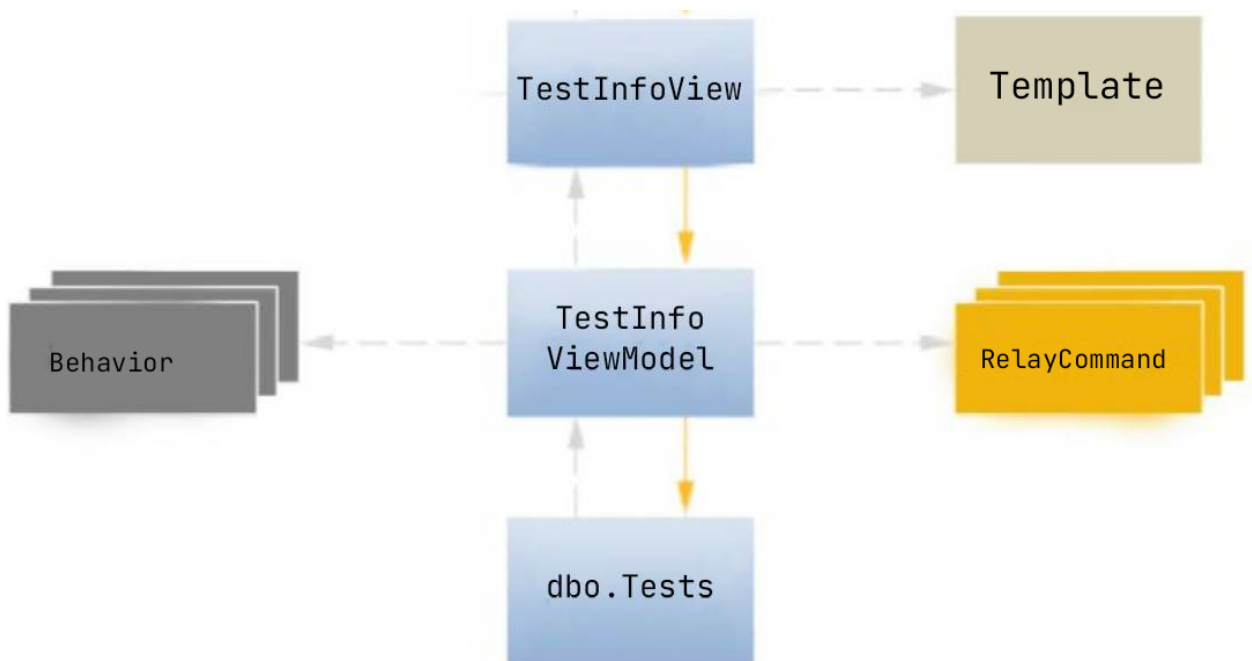 TestInfoView
Template
Behavior
TestInfo
ViewModel
RelayCommand
dbo.Tests